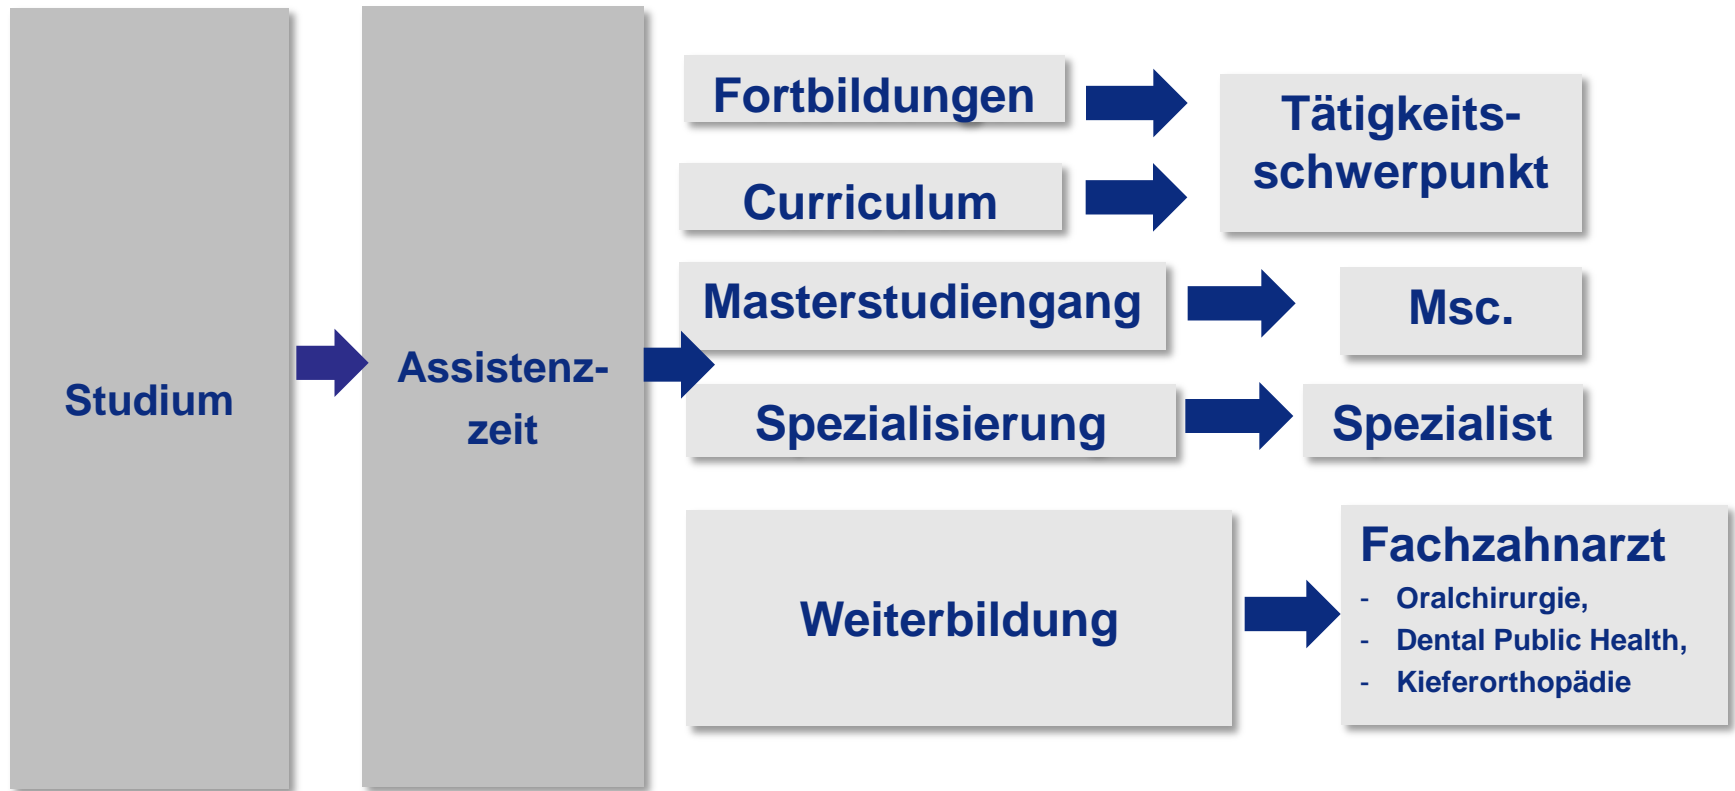 Studium
Assistenz-
zeit
Fortbildungen
Curriculum
Tätigkeits-
schwerpunkt
Masterstudiengang
Msc.
Spezialisierung
Spezialist
Weiterbildung
Fachzahnarzt
- Oralchirurgie,
- Dental Public Health,
- Kieferorthopädie